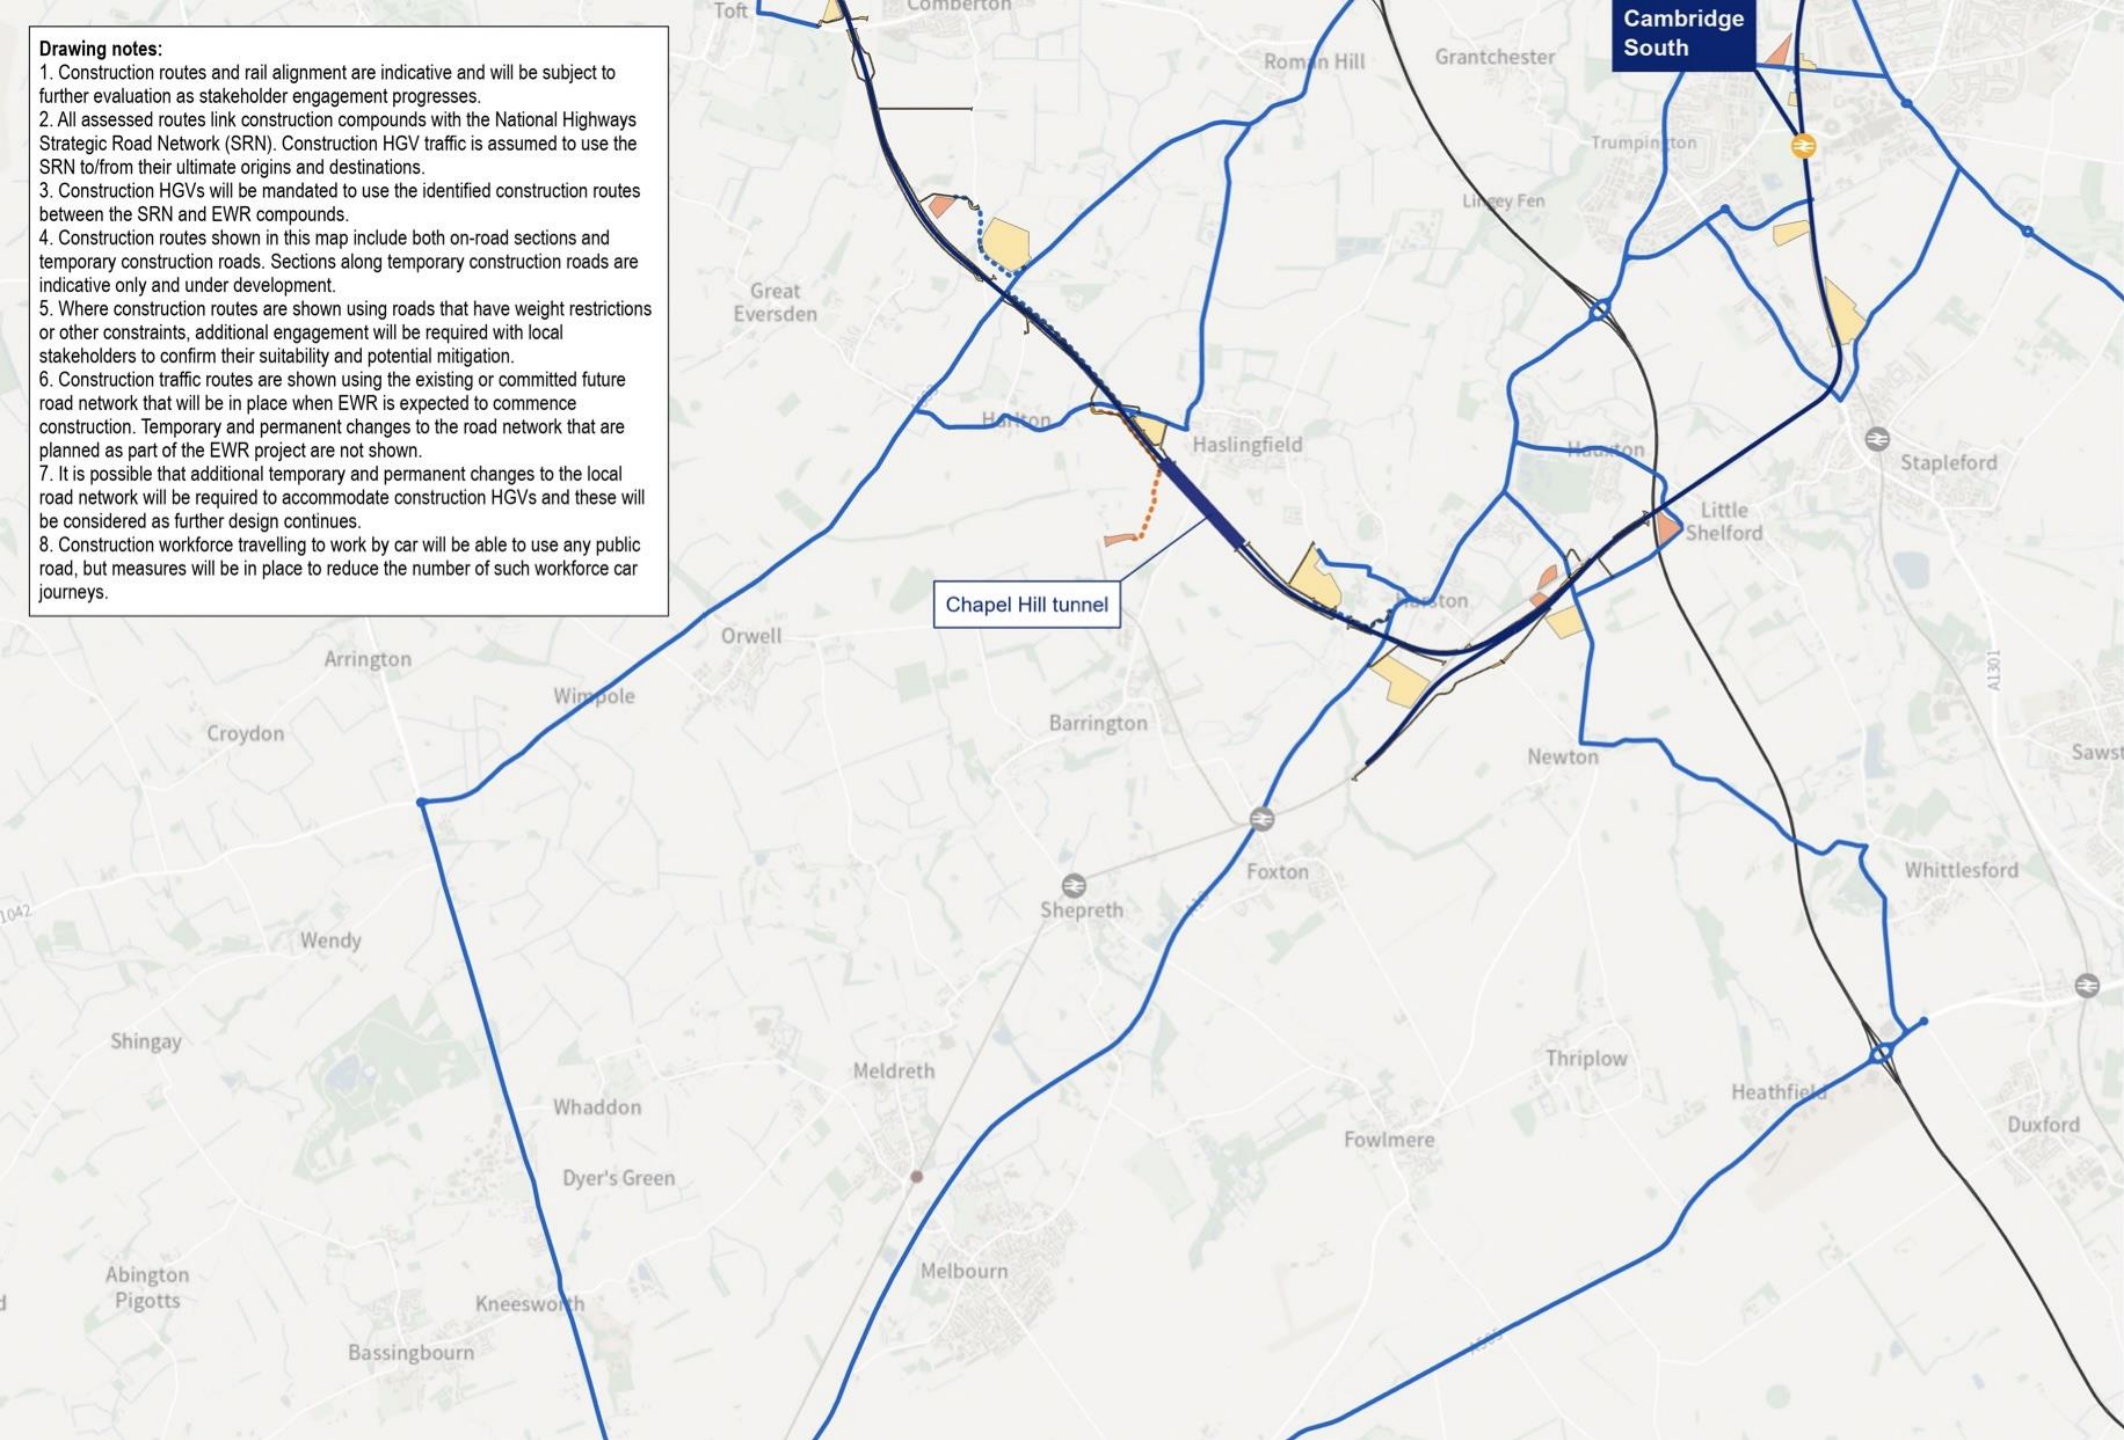 Drawing notes:
1. Construction routes and rail alignment are indicative and will be subject to
further evaluation as stakeholder engagement progresses.
2. All assessed routes link construction compounds with the National Highways
Strategic Road Network (SRN). Construction HGV traffic is assumed to use the
SRN to/from their ultimate origins and destinations.
3. Construction HGVs will be mandated to use the identified construction routes
between the SRN and EWR compounds.
4. Construction routes shown in this map include both on-road sections and
temporary construction roads. Sections along temporary construction roads are
indicative only and under development.
5. Where construction routes are shown using roads that have weight restrictions
or other constraints, additional engagement will be required with local
stakeholders to confirm their suitability and potential mitigation.
6. Construction traffic routes are shown using the existing or committed future
road network that will be in place when EWR is expected to commence
construction. Temporary and permanent changes to the road network that are
planned as part of the EWR project are not shown.
7. It is possible that additional temporary and permanent changes to the local
road network will be required to accommodate construction HGVs and these will
be considered as further design continues.
8. Construction workforce travelling to work by car will be able to use any public
road, but measures will be in place to reduce the number of such workforce car
journeys.
Toft
Comberton
Roman Hill
Grantchester
Cambridge
South
Trumpington
Lingey Fen
Great
Eversden
Harlton
Haslingfield
Hauxton
Stapleford
Little
Shelford
Chapel Hill tunnel
Harston
Orwell
Arrington
Wimpole
Croydon
Barrington
Newton
A1301
Sawst
Foxton
Whittlesford
Shepreth
A10
1042
Wendy
Shingay
Meldreth
Thriplow
Heathfield
Whaddon
Duxford
Fowlmere
Dyer's Green
Melbourn
Abington
Pigotts
d
Kneesworth
Bassingbourn
A505